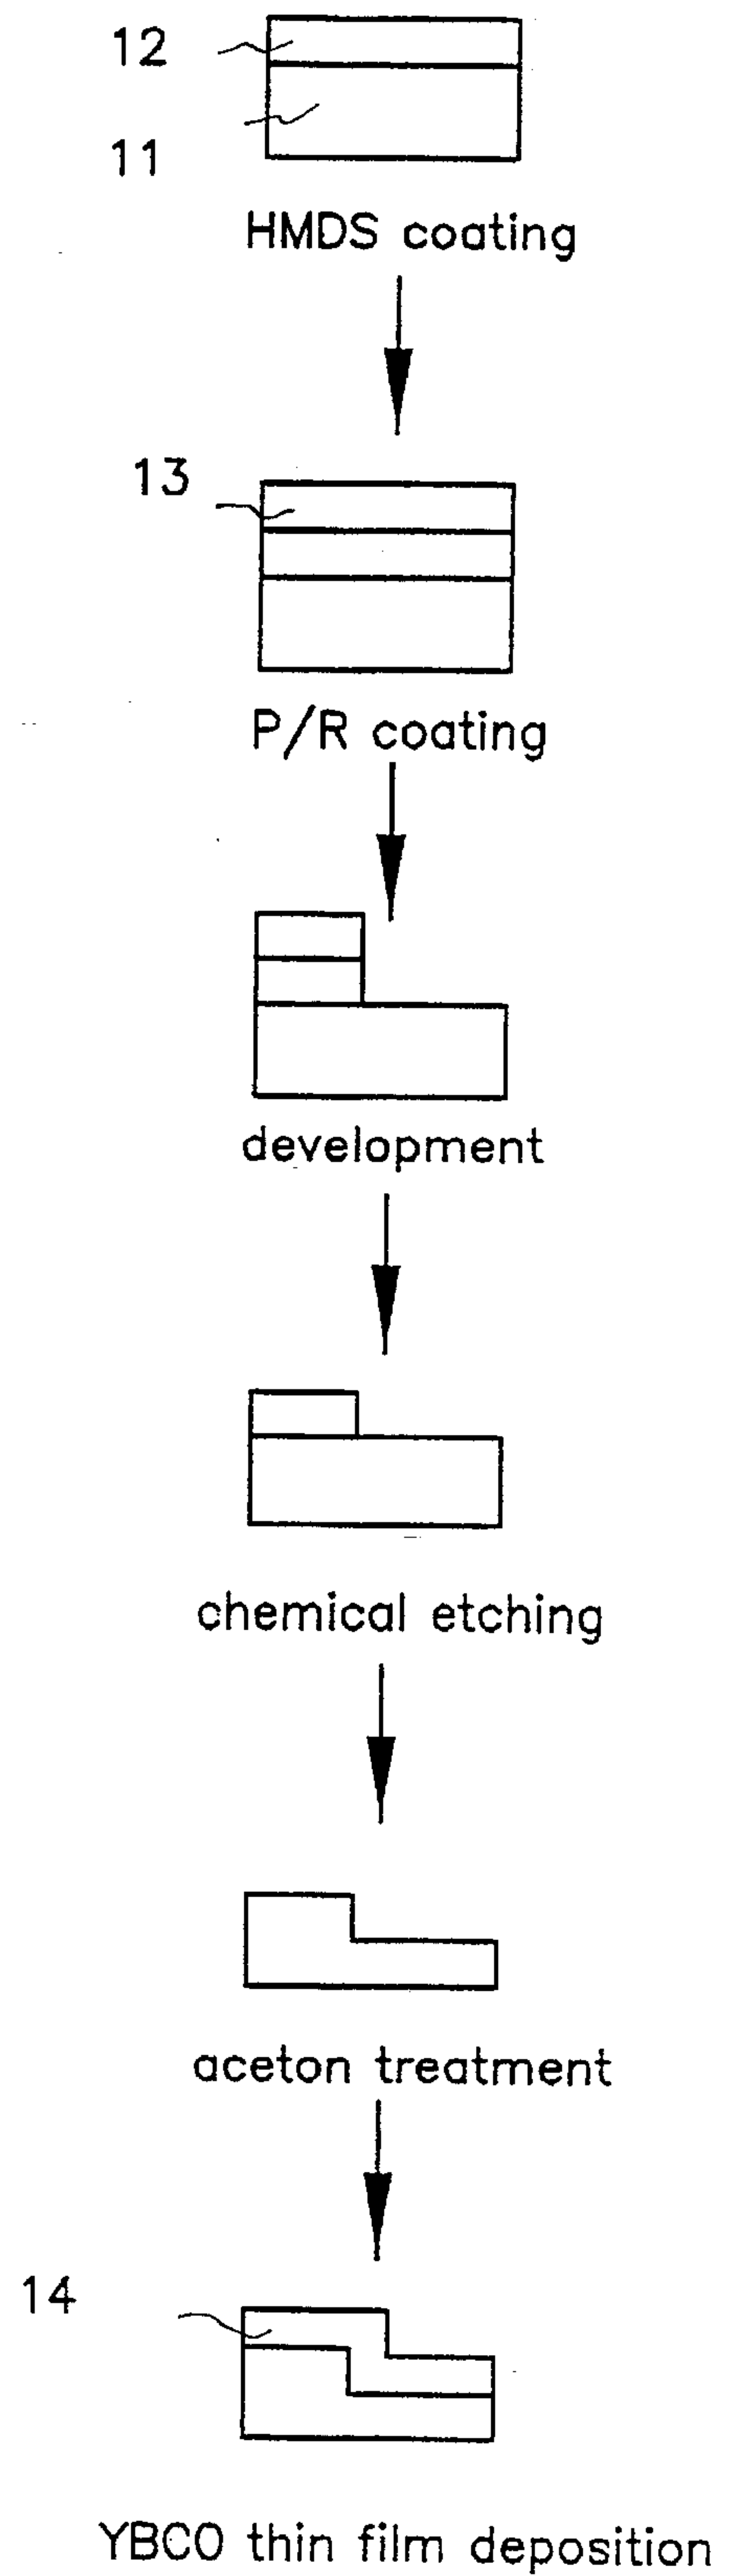 12
11
HMDS coating
13
P/R coating
development
chemical etching
aceton treatment
14
YBCO thin film deposition